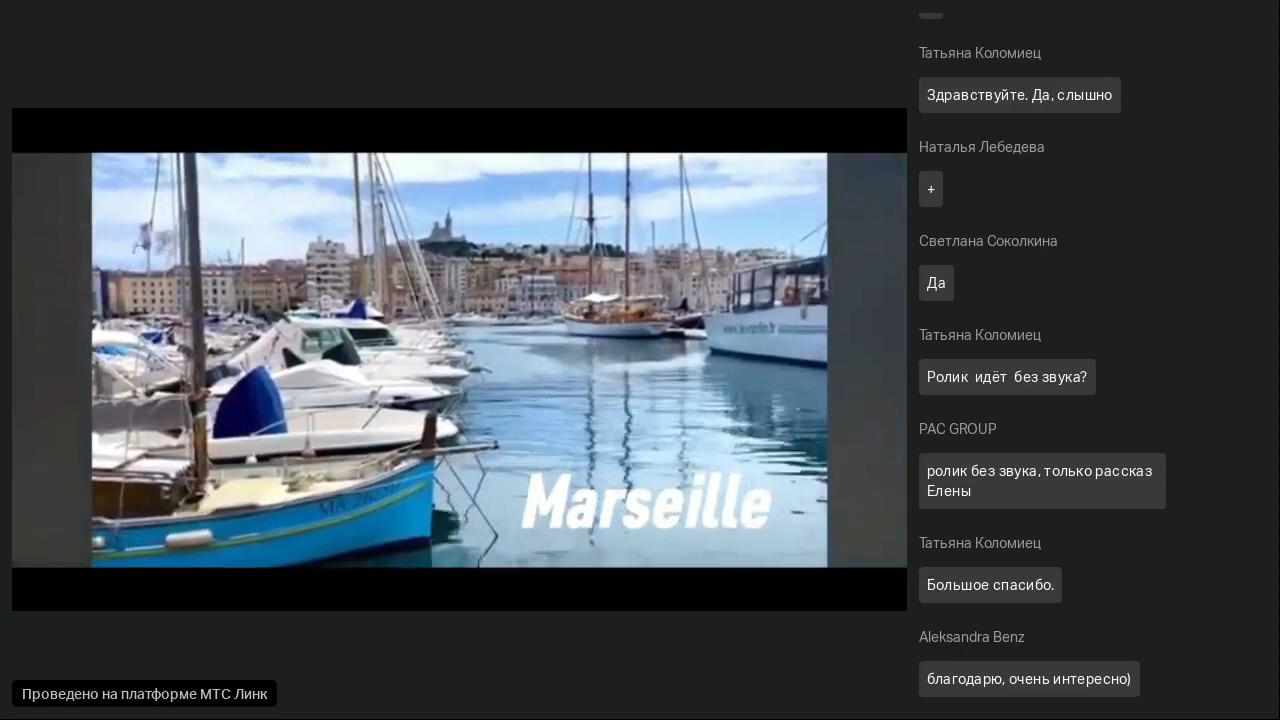 Татьяна Коломиец
Здравствуйте. Да, слышно
Наталья Лебедева
+
Светлана Соколкина
Да
Татьяна Коломиец
Ролик идёт без звука?
PAC GROUP
ролик без звука, только рассказ
Елены
Татьяна Коломиец
Большое спасибо.
Aleksandra Benz
благодарю, очень интересно)
Marseille
Проведено на платформе МТС Линк